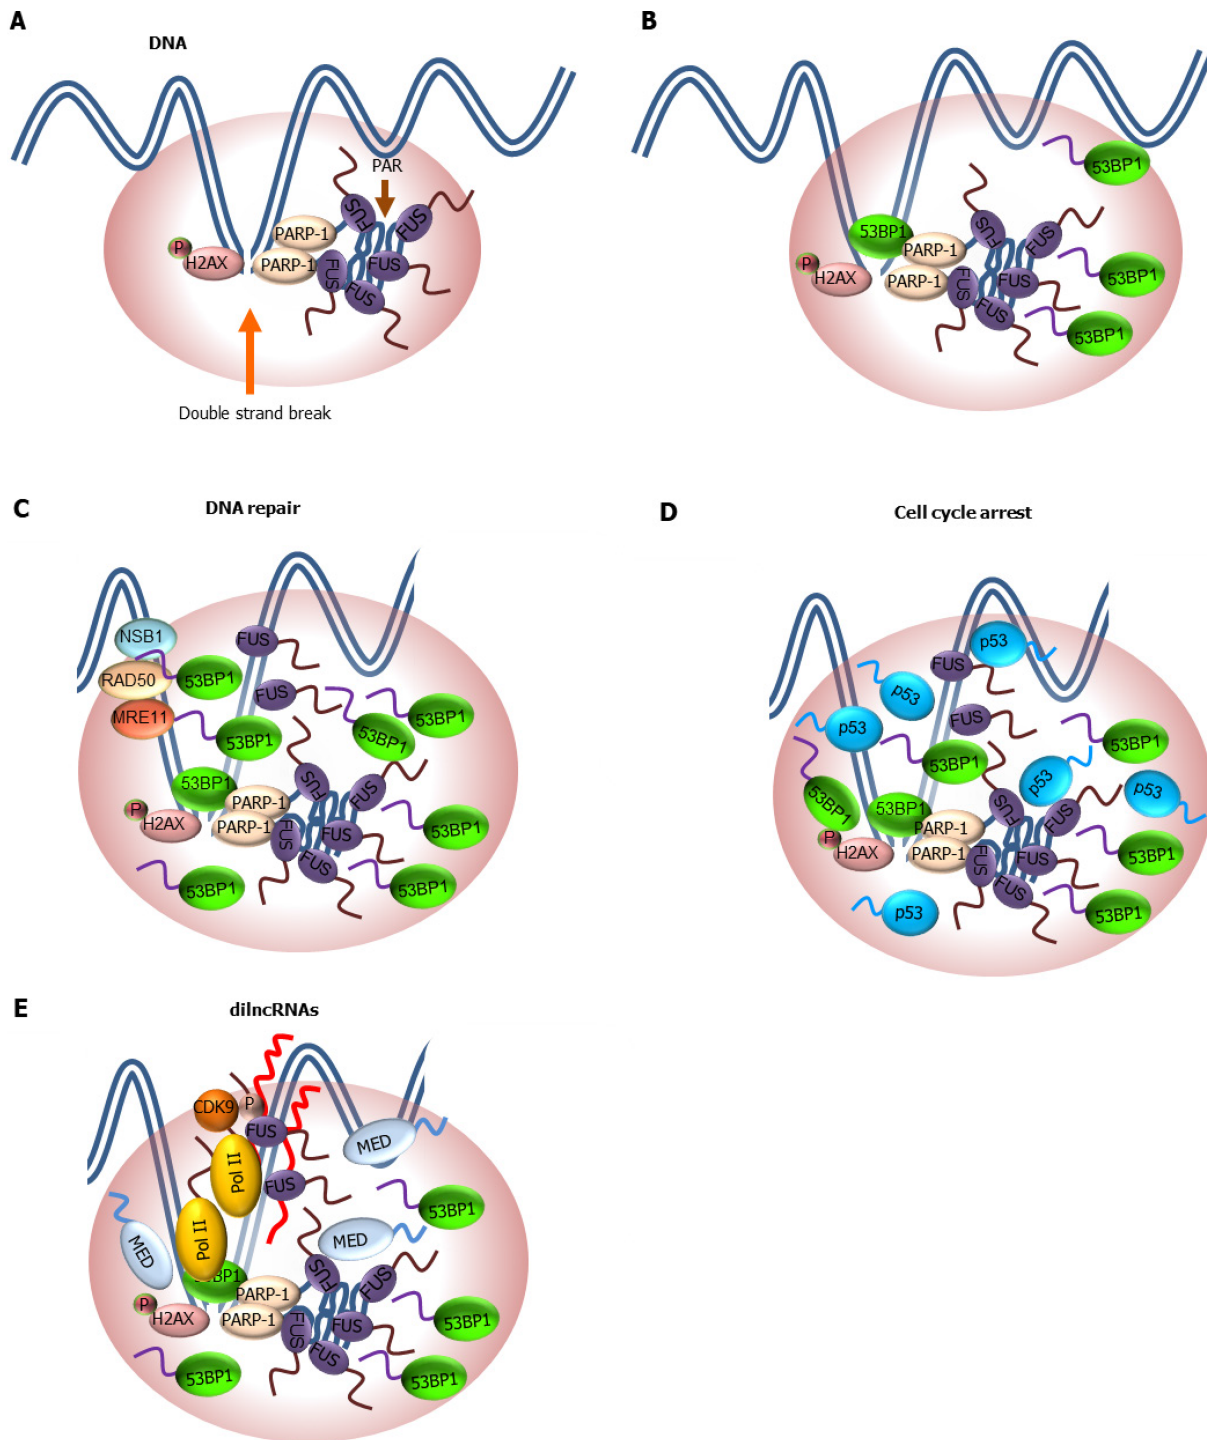 A
DNA
PAR
FUS
FUS
PARP-1
P
H2AX
PARP-1
FUS
FUS
FUS
Double strand break
B
53BP1
53BP1
FUS
FUS
PARP-1
P
H2AX
PARP-1
FUS
FUS
53BP1
FUS
53BP1
C
DNA repair
NSB1
FUS
RAD50
53BP1
FUS
MRE11
53BP1
53BP1
53BP1
53BP1
FUS
FUS
PARP-1
P
H2AX
PARP-1
FUS
FUS
53BP1
FUS
53BP1
53BP1
D
Cell cycle arrest
p53
FUS
p53
FUS
p53
53BP1
53BP1
p53
p53
53BP1
53BP1
FUS
FUS
PARP-1
P
H2AX
PARP-1
FUS
FUS
53BP1
FUS
p53
53BP1
E
dilncRNAs
CDK9
P
FUS
MED
Pol II
FUS
53BP1
MED
Pol II
MED
BP1
FUS
FUS
PARP-1
P
H2AX
PARP-1
FUS
FUS
53BP1
FUS
53BP1
53BP1